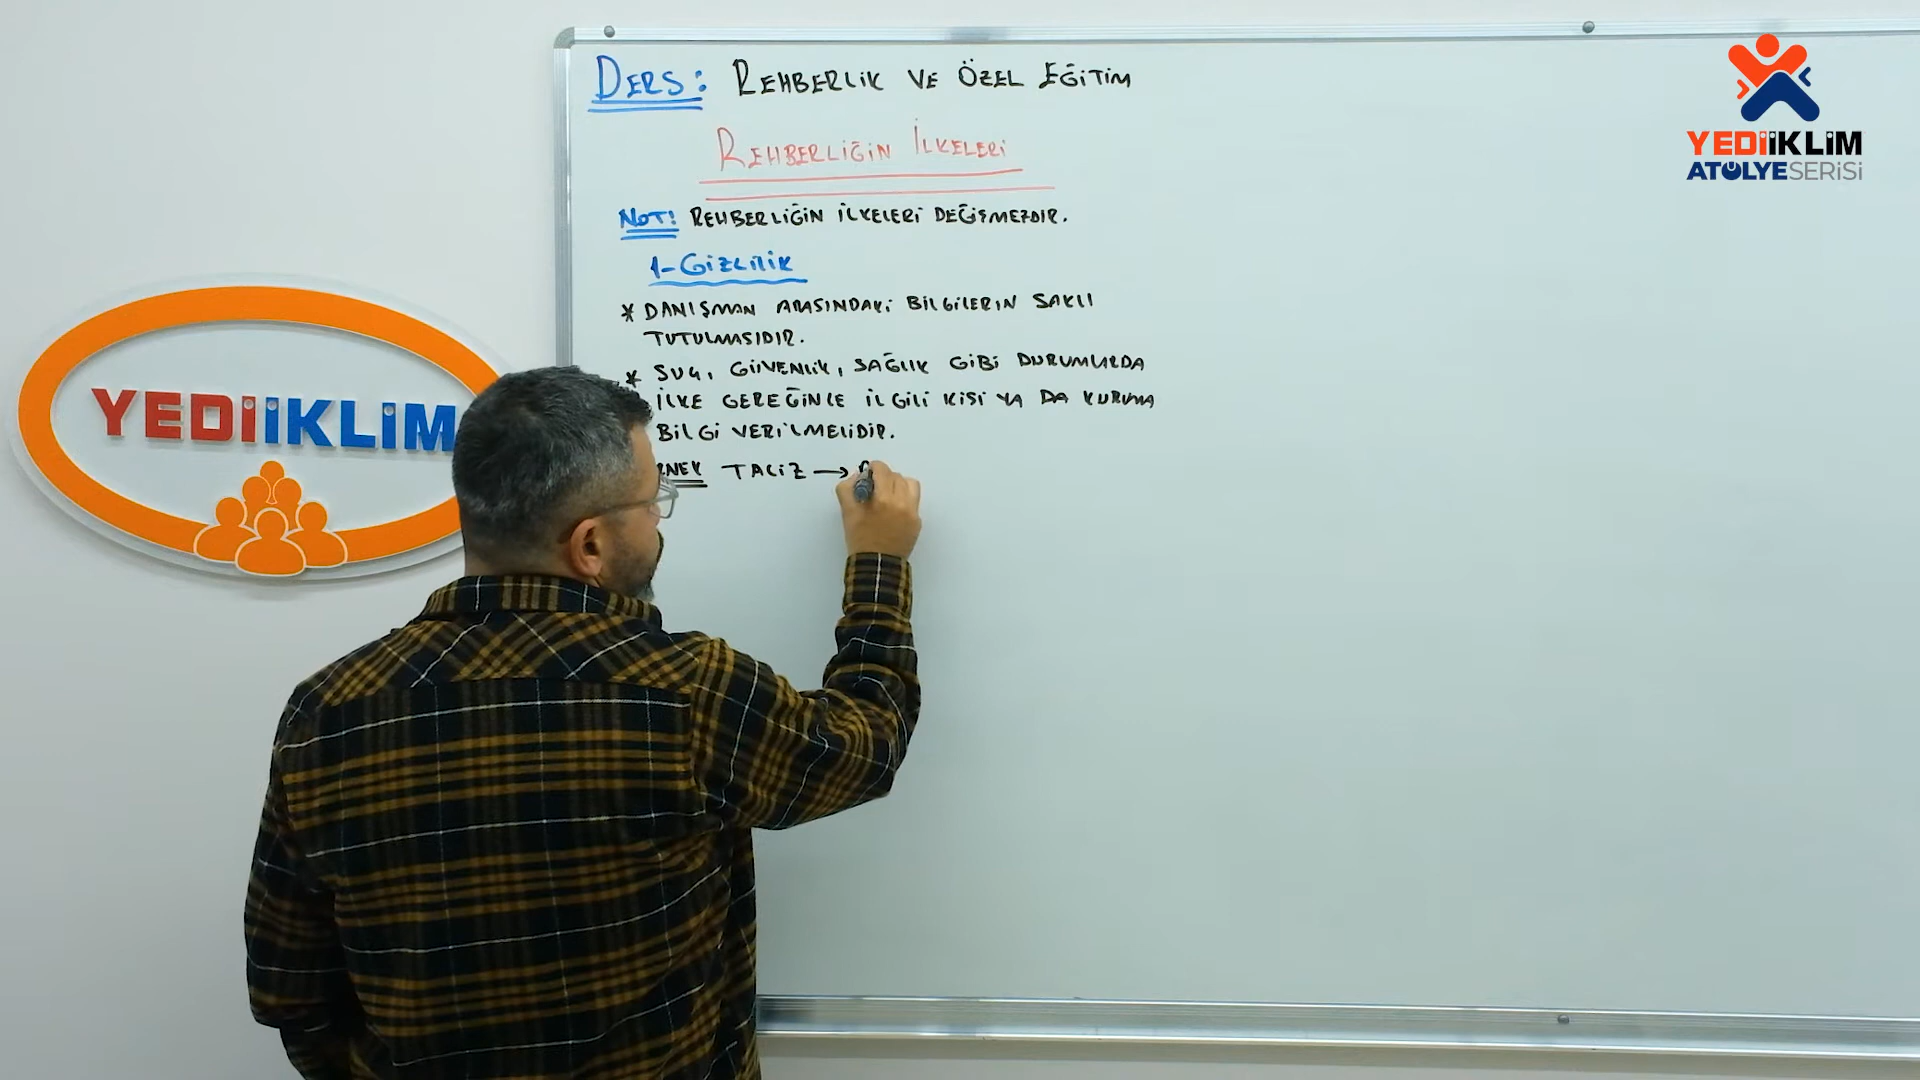 DERS: REHBERLİK VE ÖZEL EĞİTİM
REHBERLİĞİN İLKELERİ
NOT! REHBERLİĞİN İLKELERİ DEĞİŞMEZDİR.
1-GİZLİLİK
* DANIŞMAN ARASINDAKİ BİLGİLERİN SAKLI
TUTULMASIDIR.
* SUÇ, GÜVENLİK, SAĞLIK GİBİ DURUMLARDA
İLKE GEREĞİNCE İLGİLİ KİŞİ YA DA KURUMA
BİLGİ VERİLMELİDİR.
RNEK TACİZ →
YEDİİKLİM
YEDİİKLİM
ATÖLYESERİSİ